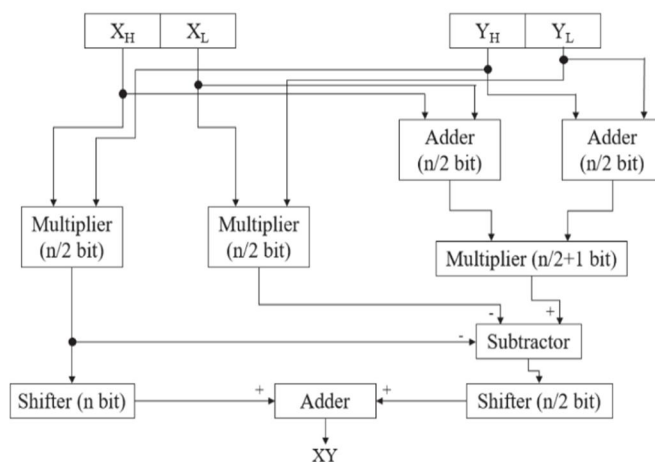 X_H X_L Y_H Y_L
Adder
(n/2 bit)
Adder
(n/2 bit)
Multiplier
(n/2 bit)
Multiplier
(n/2 bit)
Multiplier (n/2+1 bit)
- +
- Subtractor
Shifter (n bit) + Adder + Shifter (n/2 bit)
XY